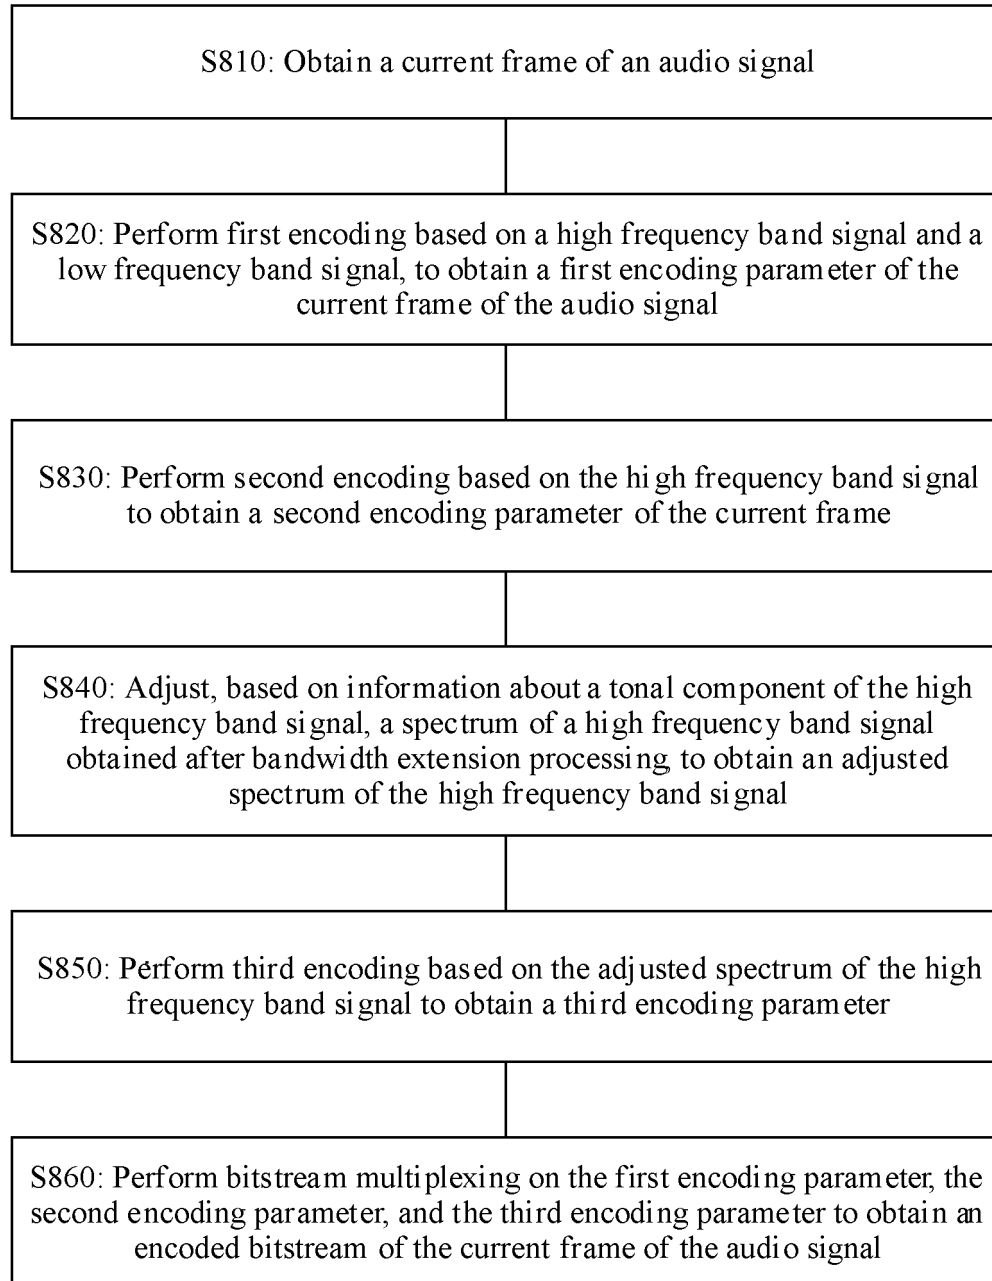 S810: Obtain a current frame of an audio signal
S820: Perform first encoding based on a high frequency band signal and a
low frequency band signal, to obtain a first encoding parameter of the
current frame of the audio signal
S830: Perform second encoding based on the high frequency band signal
to obtain a second encoding parameter of the current frame
S840: Adjust, based on information about a tonal component of the high
frequency band signal, a spectrum of a high frequency band signal
obtained after bandwidth extension processing, to obtain an adjusted
spectrum of the high frequency band signal
S850: Perform third encoding based on the adjusted spectrum of the high
frequency band signal to obtain a third encoding parameter
S860: Perform bitstream multiplexing on the first encoding parameter, the
second encoding parameter, and the third encoding parameter to obtain an
encoded bitstream of the current frame of the audio signal